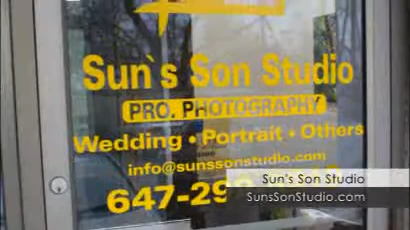 Sun`s Son Studio
PRO. PHOTOGRAPHY
Wedding • Portrait • Others
info@sunssonstudio.com
647-29
Sun's Son Studio
SunsSonStudio.com